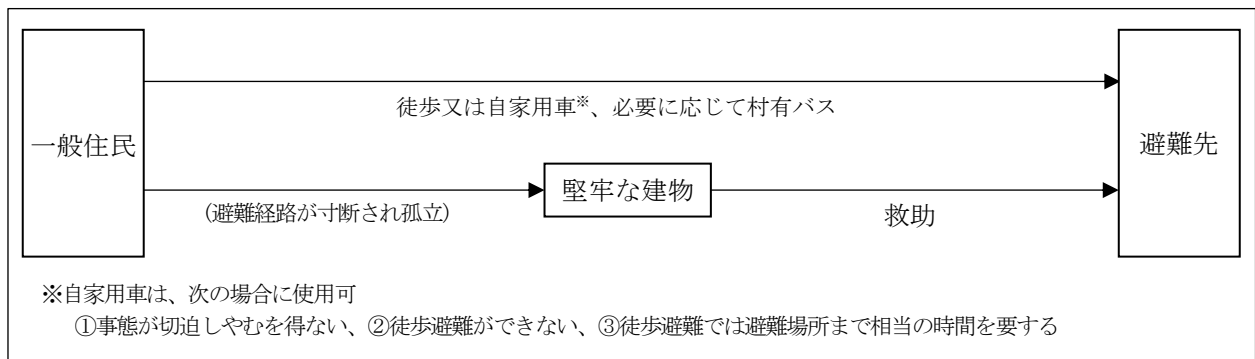 一般住民
徒歩又は自家用車※、必要に応じて村有バス
避難先
堅牢な建物
(避難経路が寸断され孤立)
救助
※自家用車は、次の場合に使用可
①事態が切迫しやむを得ない、②徒歩避難ができない、③徒歩避難では避難場所まで相当の時間を要する